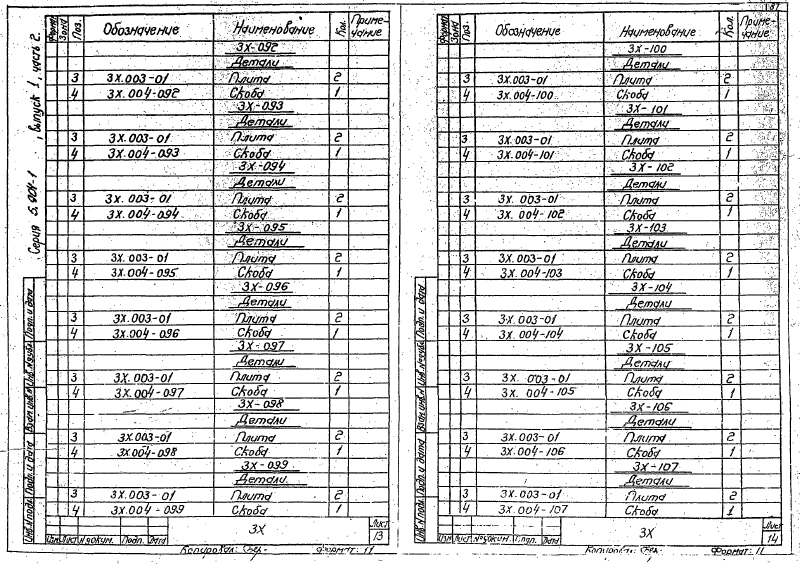 Серия 5.904-1, выпуск 1, часть 2.
Формат Зона Поз. Обозначение Наименование Кол. Примечание
3Х-092
Детали
3 3Х.003-01 Плита 2
4 3Х.004-092 Скоба 1
3Х-093
Детали
3 3Х.003-01 Плита 2
4 3Х.004-093 Скоба 1
3Х-094
Детали
3 3Х.003-01 Плита 2
4 3Х.004-094 Скоба 1
3Х-095
Детали
3 3Х.003-01 Плита 2
4 3Х.004-095 Скоба 1
3Х-096
Детали
3 3Х.003-01 Плита 2
4 3Х.004-096 Скоба 1
3Х-097
Детали
3 3Х.003-01 Плита 2
4 3Х.004-097 Скоба 1
3Х-098
Детали
3 3Х.003-01 Плита 2
4 3Х.004-098 Скоба 1
3Х-099
Детали
3 3Х.003-01 Плита 2
4 3Х.004-099 Скоба 1
Инв.N подл. Подп. и дата Взам.инв.N Инв.N дубл. Подп. и дата
3Х
Лист
13
Изм. Лист N докум. Подп. Дата
Копировал: Формат: 11
Формат Зона Поз. Обозначение Наименование Кол. Примечание
3Х-100
Детали
3 3Х.003-01 Плита 2
4 3Х.004-100 Скоба 1
3Х-101
Детали
3 3Х.003-01 Плита 2
4 3Х.004-101 Скоба 1
3Х-102
Детали
3 3Х.003-01 Плита 2
4 3Х.004-102 Скоба 1
3Х-103
Детали
3 3Х.003-01 Плита 2
4 3Х.004-103 Скоба 1
3Х-104
Детали
3 3Х.003-01 Плита 2
4 3Х.004-104 Скоба 1
3Х-105
Детали
3 3Х.003-01 Плита 2
4 3Х.004-105 Скоба 1
3Х-106
Детали
3 3Х.003-01 Плита 2
4 3Х.004-106 Скоба 1
3Х-107
Детали
3 3Х.003-01 Плита 2
4 3Х.004-107 Скоба 1
Инв.N подл. Подп. и дата Взам.инв.N Инв.N дубл. Подп. и дата
3Х
Лист
14
Изм. Лист N докум. Подп. Дата
Копировал: Формат: 11